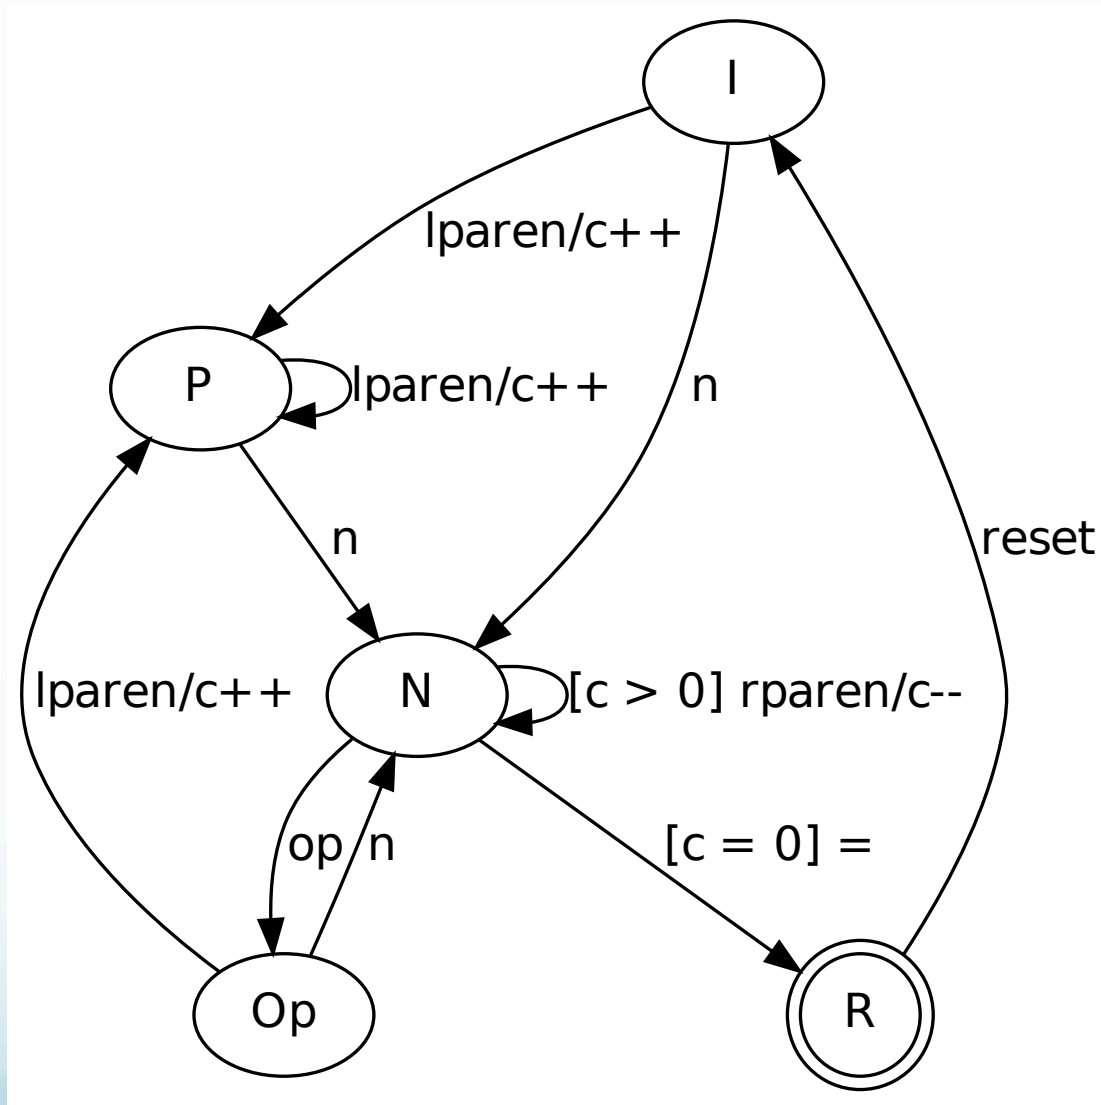 I
lparen/c++
P
lparen/c++
n
n
reset
lparen/c++
N
[c > 0] rparen/c--
op
n
[c = 0] =
Op
R